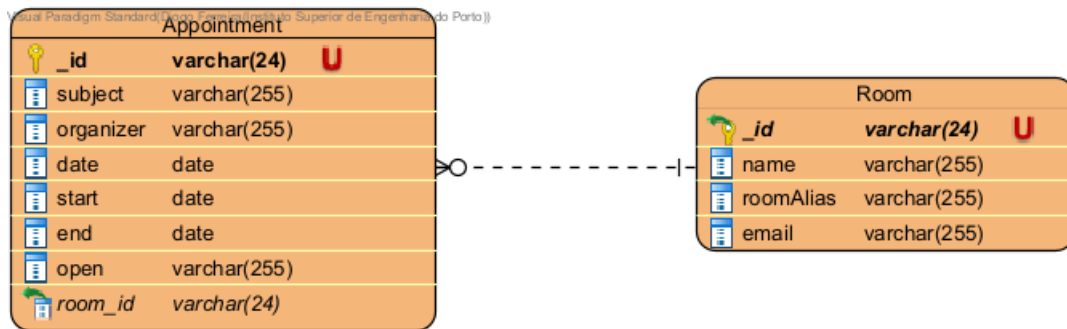 Visual Paradigm Standard(Diogo Ferreira(Instituto Superior de Engenharia do Porto))
Appointment
_id varchar(24) U
subject varchar(255)
organizer varchar(255)
date date
start date
end date
open varchar(255)
room_id varchar(24)
Room
_id varchar(24) U
name varchar(255)
roomAlias varchar(255)
email varchar(255)